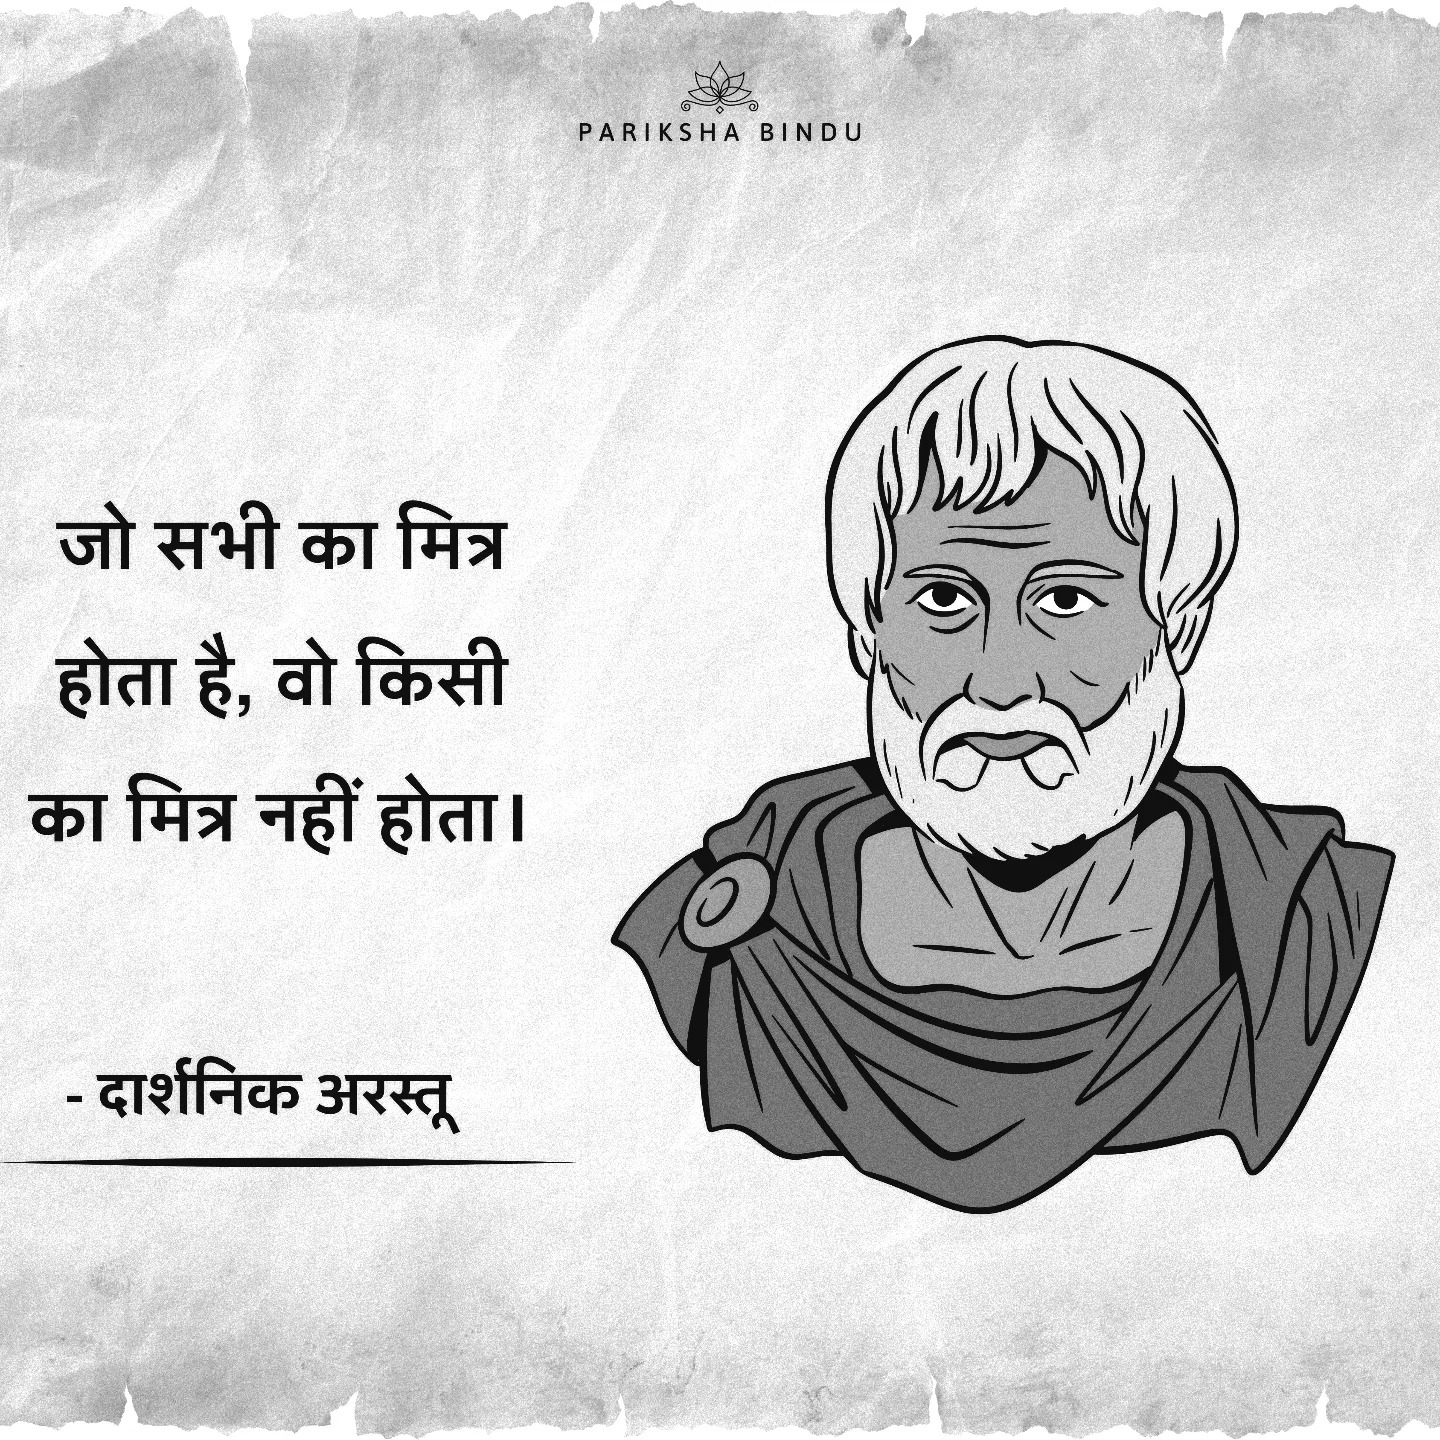 PARIKSHA BINDU
जो सभी का मित्र
होता है, वो किसी
का मित्र नहीं होता।
- दार्शनिक अरस्तू